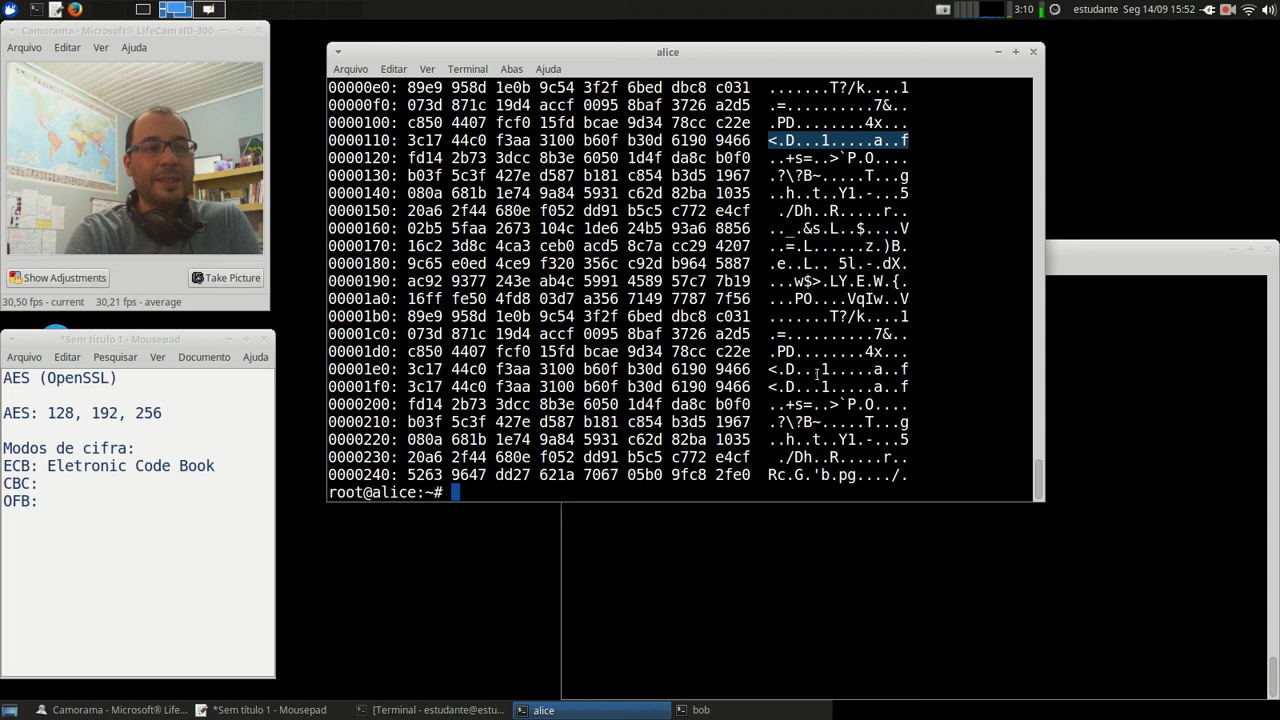 3:10 estudante Seg 14/09 15:52
Camorama - Microsoft® LifeCam HD-300
Arquivo Editar Ver Ajuda
Show Adjustments Take Picture
30,50 fps - current 30,21 fps - average
*Sem título 1 - Mousepad
Arquivo Editar Pesquisar Ver Documento Ajuda
AES (OpenSSL)
AES: 128, 192, 256
Modos de cifra:
ECB: Eletronic Code Book
CBC:
OFB:
alice
Arquivo Editar Ver Terminal Abas Ajuda
00000e0: 89e9 958d 1e0b 9c54 3f2f 6bed dbc8 c031 .......T?/k....1
00000f0: 073d 871c 19d4 accf 0095 8baf 3726 a2d5 .=..........7&..
0000100: c850 4407 fcf0 15fd bcae 9d34 78cc c22e .PD........4x...
0000110: 3c17 44c0 f3aa 3100 b60f b30d 6190 9466 <.D...1.....a..f
0000120: fd14 2b73 3dcc 8b3e 6050 1d4f da8c b0f0 ..+s=..>`P.O....
0000130: b03f 5c3f 427e d587 b181 c854 b3d5 1967 .?\?B~.....T...g
0000140: 080a 681b 1e74 9a84 5931 c62d 82ba 1035 ..h..t..Y1.-...5
0000150: 20a6 2f44 680e f052 dd91 b5c5 c772 e4cf ./Dh..R.....r..
0000160: 02b5 5faa 2673 104c 1de6 24b5 93a6 8856 .._.&s.L..$....V
0000170: 16c2 3d8c 4ca3 ceb0 acd5 8c7a cc29 4207 ..=.L......z.)B.
0000180: 9c65 e0ed 4ce9 f320 356c c92d b964 5887 .e..L.. 5l.-.dX.
0000190: ac92 9377 243e ab4c 5991 4589 57c7 7b19 ...w$>.LY.E.W.{.
00001a0: 16ff fe50 4fd8 03d7 a356 7149 7787 7f56 ...PO....VqIw..V
00001b0: 89e9 958d 1e0b 9c54 3f2f 6bed dbc8 c031 .......T?/k....1
00001c0: 073d 871c 19d4 accf 0095 8baf 3726 a2d5 .=..........7&..
00001d0: c850 4407 fcf0 15fd bcae 9d34 78cc c22e .PD........4x...
00001e0: 3c17 44c0 f3aa 3100 b60f b30d 6190 9466 <.D...1.....a..f
00001f0: 3c17 44c0 f3aa 3100 b60f b30d 6190 9466 <.D...1.....a..f
0000200: fd14 2b73 3dcc 8b3e 6050 1d4f da8c b0f0 ..+s=..>`P.O....
0000210: b03f 5c3f 427e d587 b181 c854 b3d5 1967 .?\?B~.....T...g
0000220: 080a 681b 1e74 9a84 5931 c62d 82ba 1035 ..h..t..Y1.-...5
0000230: 20a6 2f44 680e f052 dd91 b5c5 c772 e4cf ./Dh..R.....r..
0000240: 5263 9647 dd27 621a 7067 05b0 9fc8 2fe0 Rc.G.'b.pg..../.
root@alice:~#
Camorama - Microsoft® Life... *Sem título 1 - Mousepad [Terminal - estudante@estu... alice bob